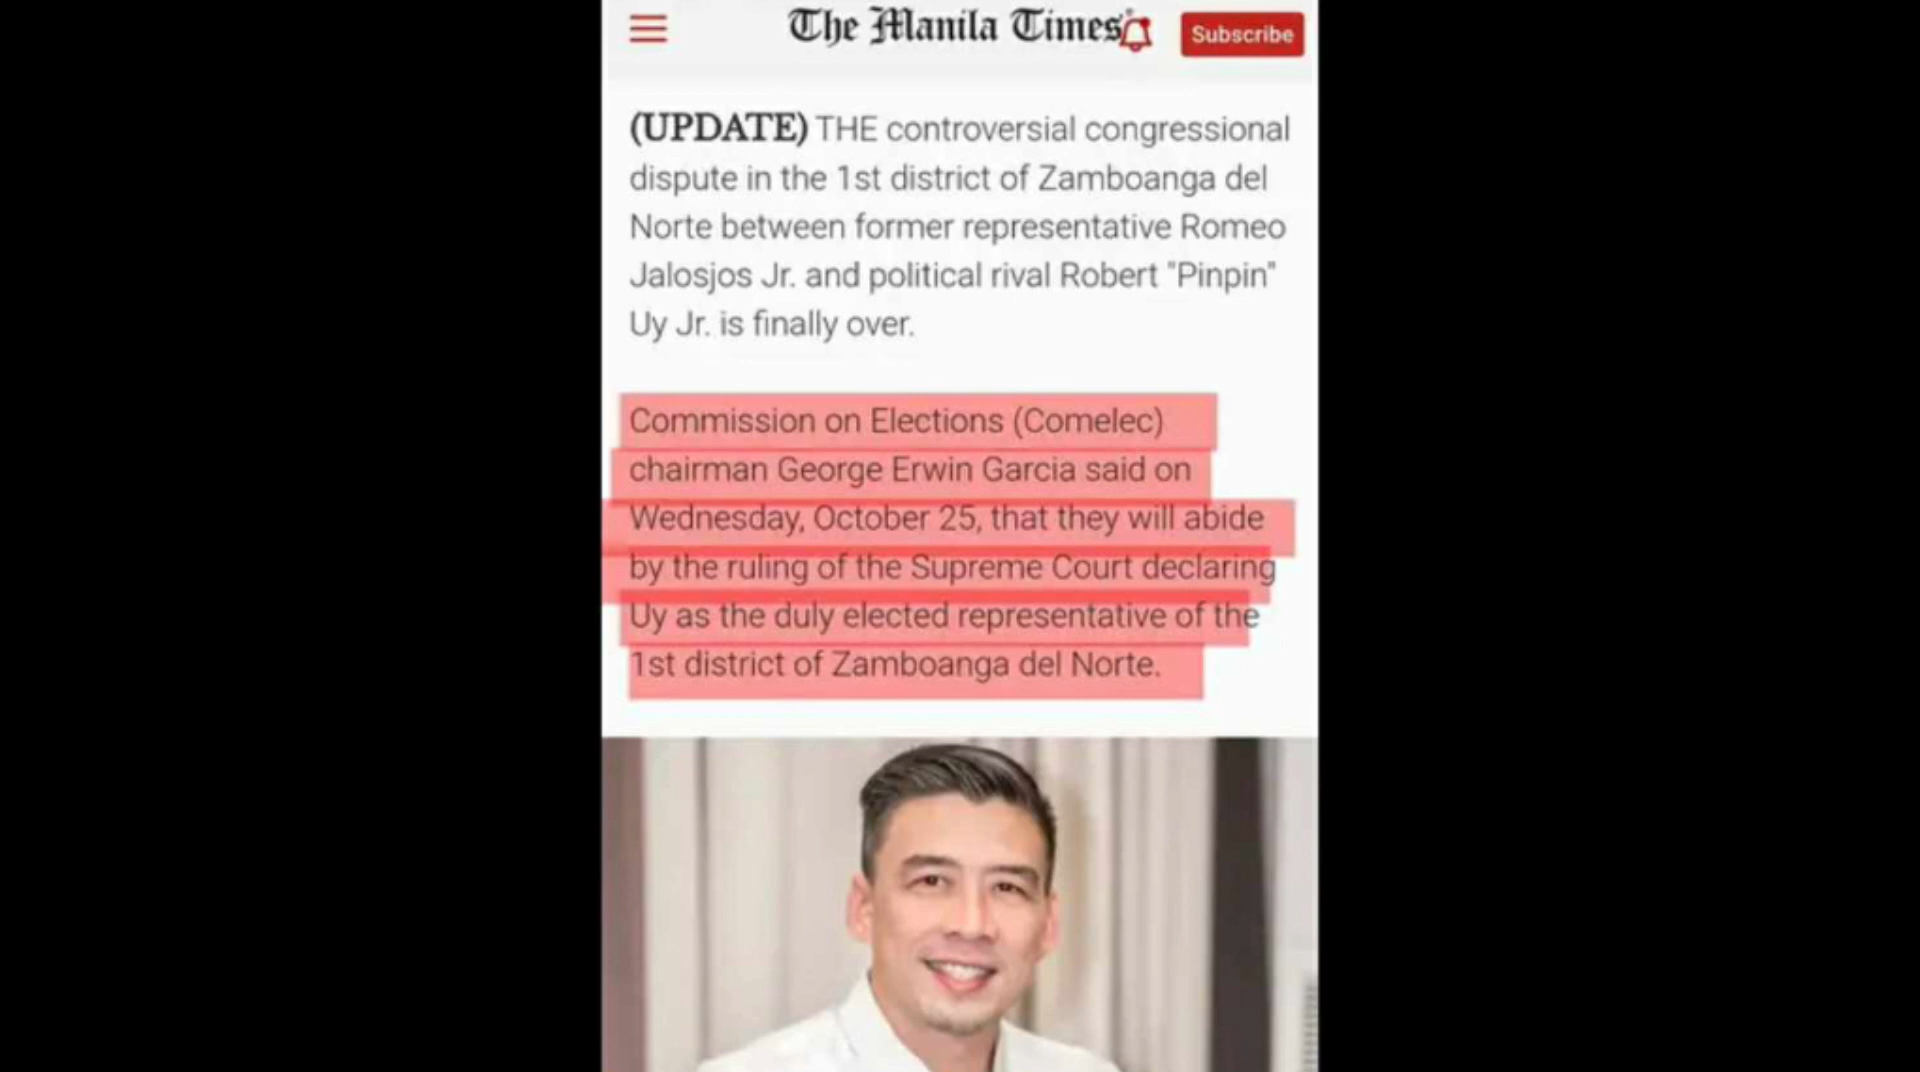 The Manila Times
Subscribe
(UPDATE) THE controversial congressional
dispute in the 1st district of Zamboanga del
Norte between former representative Romeo
Jalosjos Jr. and political rival Robert "Pinpin"
Uy Jr. is finally over.
Commission on Elections (Comelec)
chairman George Erwin Garcia said on
Wednesday, October 25, that they will abide
by the ruling of the Supreme Court declaring
Uy as the duly elected representative of the
1st district of Zamboanga del Norte.